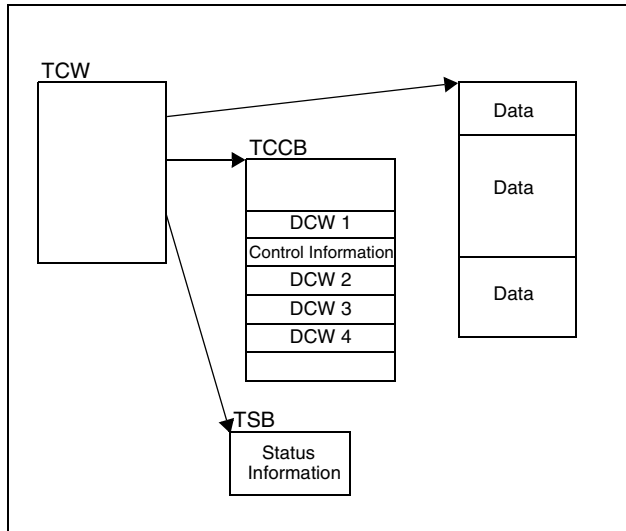 TCW
TCCB
DCW 1
Control Information
DCW 2
DCW 3
DCW 4
TSB
Status
Information
Data
Data
Data